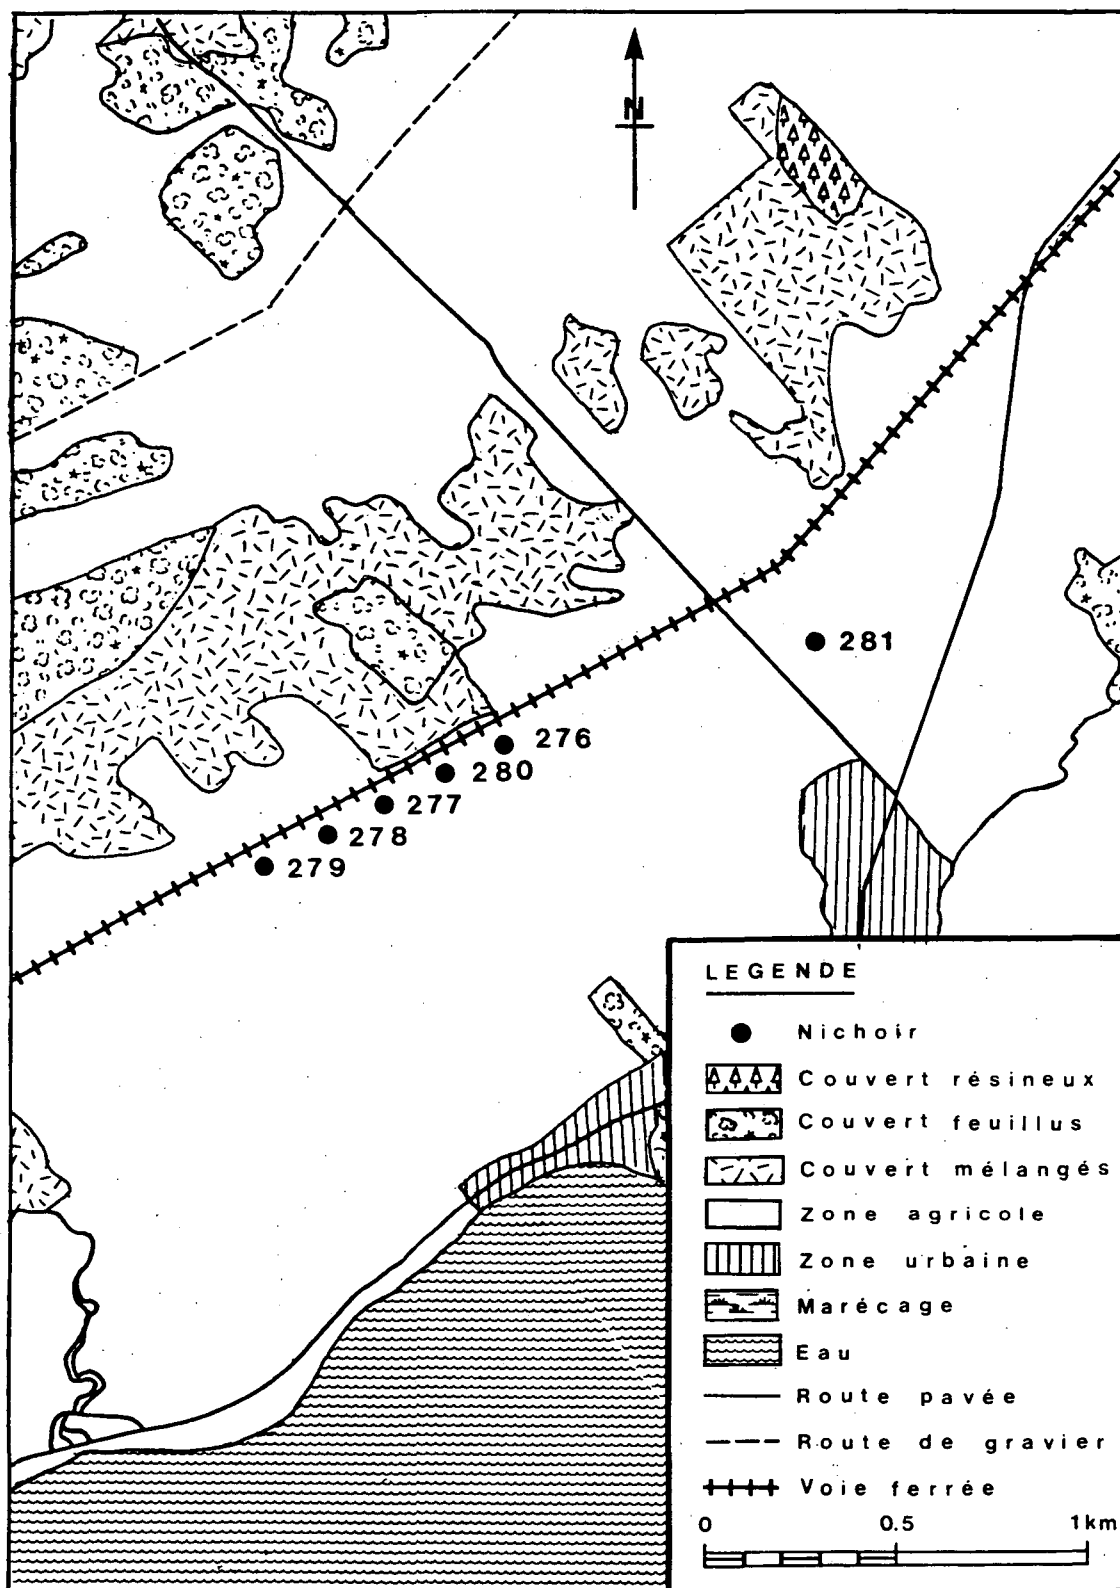 N
281
276
280
277
278
279
LEGENDE
Nichoir
Couvert résineux
Couvert feuillus
Couvert mélangés
Zone agricole
Zone urbaine
Marécage
Eau
Route pavée
Route de gravier
Voie ferrée
0 0.5 1km